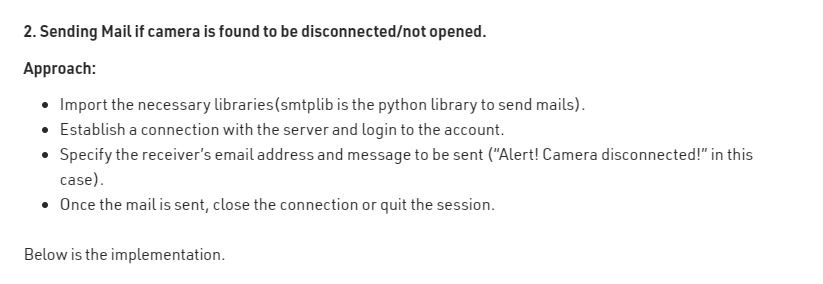 2. Sending Mail if camera is found to be disconnected/not opened.
Approach:
• Import the necessary libraries(smtplib is the python library to send mails).
• Establish a connection with the server and login to the account.
• Specify the receiver’s email address and message to be sent (“Alert! Camera disconnected!” in this
case).
• Once the mail is sent, close the connection or quit the session.
Below is the implementation.